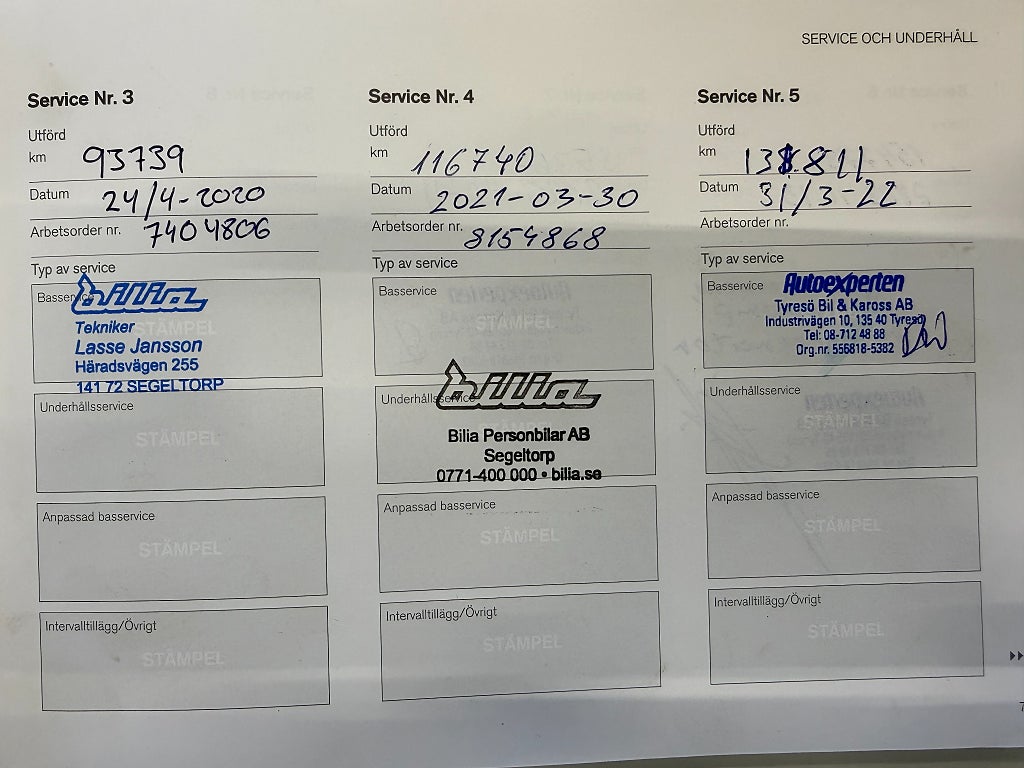 SERVICE OCH UNDERHÅLL
Service Nr. 3
Utförd
km 93739
Datum 24/4-2020
Arbetsorder nr. 7404806
Typ av service
Basservice
bilia
STÄMPEL
Tekniker
Lasse Jansson
Häradsvägen 255
141 72 SEGELTORP
Underhållsservice
STÄMPEL
Anpassad basservice
STÄMPEL
Intervalltillägg/Övrigt
STÄMPEL
Service Nr. 4
Utförd
km 116740
Datum 2021-03-30
Arbetsorder nr. 8154868
Typ av service
Basservice
STÄMPEL
Underhållsservice
bilia
Bilia Personbilar AB
Segeltorp
0771-400 000 • bilia.se
Anpassad basservice
STÄMPEL
Intervalltillägg/Övrigt
STÄMPEL
Service Nr. 5
Utförd
km
Datum 31/3-22
Arbetsorder nr.
Typ av service
Basservice
Autoexperten
Tyresö Bil & Kaross AB
Industrivägen 10, 135 40 Tyresö
Tel: 08-712 48 88
Org.nr. 556818-5382
Underhållsservice
STÄMPEL
Anpassad basservice
STÄMPEL
Intervalltillägg/Övrigt
STÄMPEL
7